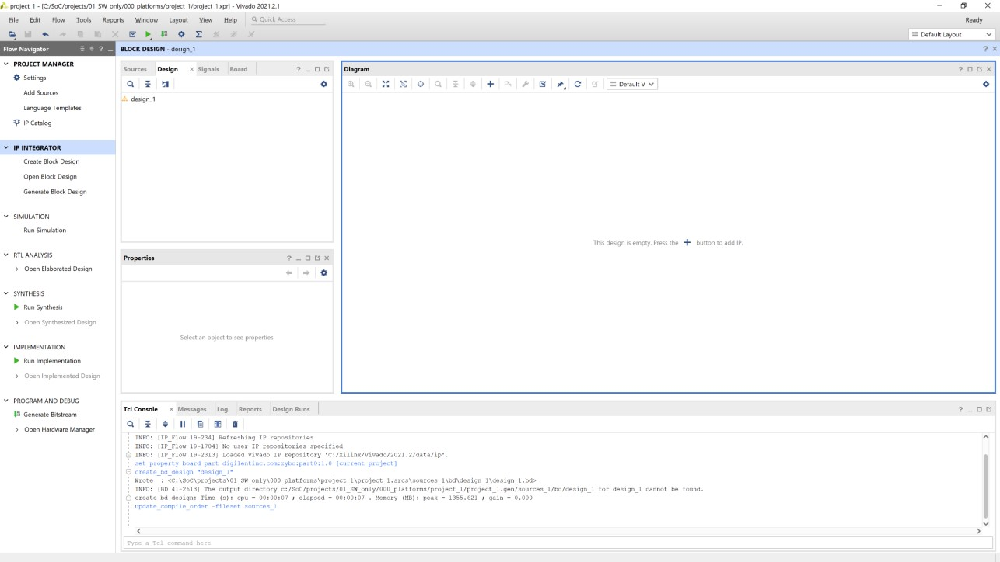 project_1 - [C:/SoC/projects/01_SW_only/000_platforms/project_1/project_1.xpr] - Vivado 2021.2.1
File Edit Flow Tools Reports Window Layout View Help Quick Access
Ready
Default Layout
Flow Navigator
PROJECT MANAGER
Settings
Add Sources
Language Templates
IP Catalog
IP INTEGRATOR
Create Block Design
Open Block Design
Generate Block Design
SIMULATION
Run Simulation
RTL ANALYSIS
Open Elaborated Design
SYNTHESIS
Run Synthesis
Open Synthesized Design
IMPLEMENTATION
Run Implementation
Open Implemented Design
PROGRAM AND DEBUG
Generate Bitstream
Open Hardware Manager
BLOCK DESIGN - design_1
Sources Design Signals Board
design_1
Properties
Select an object to see properties
Diagram
Default V
This design is empty. Press the + button to add IP.
Tcl Console Messages Log Reports Design Runs
INFO: [IP_Flow 19-234] Refreshing IP repositories
INFO: [IP_Flow 19-1704] No user IP repositories specified
INFO: [IP_Flow 19-2313] Loaded Vivado IP repository 'C:/Xilinx/Vivado/2021.2/data/ip'.
set_property board_part digilentinc.com:zybo:part0:1.0 [current_project]
create_bd_design "design_1"
Wrote : <C:\SoC\projects\01_SW_only\000_platforms\project_1\project_1.srcs\sources_1\bd\design_1\design_1.bd>
INFO: [BD 41-2613] The output directory c:/SoC/projects/01_SW_only/000_platforms/project_1/project_1.gen/sources_1/bd/design_1 for design_1 cannot be found.
create_bd_design: Time (s): cpu = 00:00:07 ; elapsed = 00:00:07 . Memory (MB): peak = 1355.621 ; gain = 0.000
update_compile_order -fileset sources_1
Type a Tcl command here